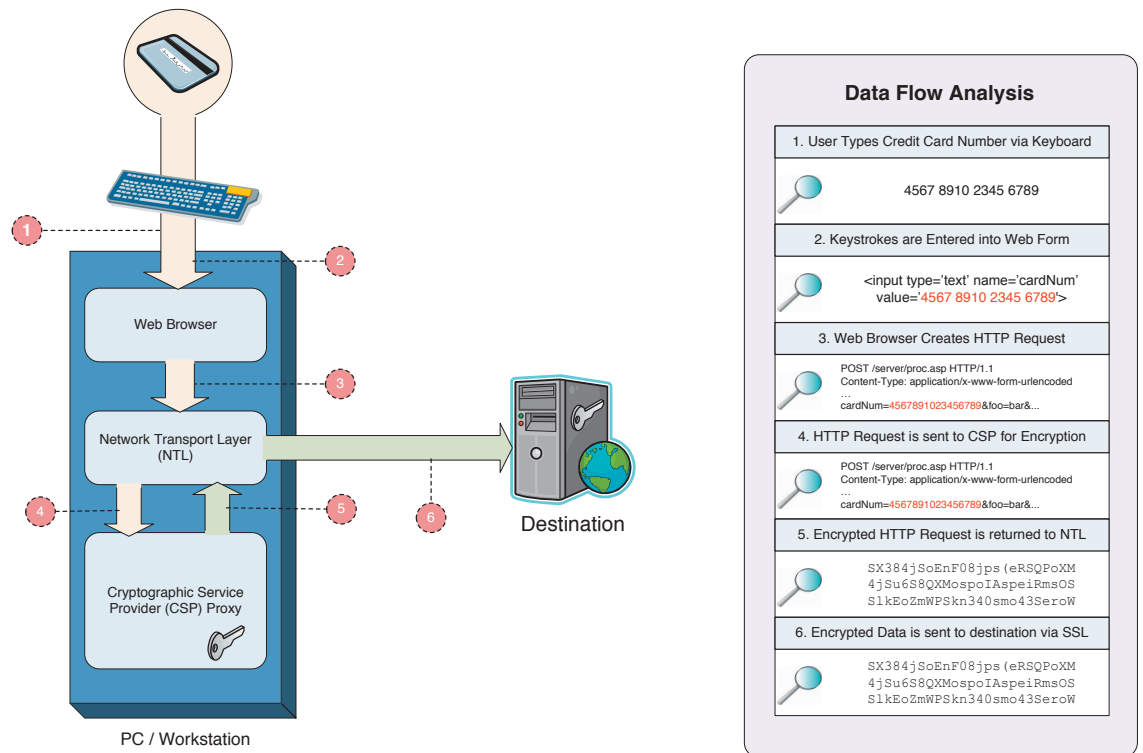 1
2
Web Browser
3
Network Transport Layer
(NTL)
4
5
6
Cryptographic Service
Provider (CSP) Proxy
PC / Workstation
Destination
Data Flow Analysis
1. User Types Credit Card Number via Keyboard
4567 8910 2345 6789
2. Keystrokes are Entered into Web Form
<input type='text' name='cardNum'
value='4567 8910 2345 6789'>
3. Web Browser Creates HTTP Request
POST /server/proc.asp HTTP/1.1
Content-Type: application/x-www-form-urlencoded
...
cardNum=4567891023456789&foo=bar&...
4. HTTP Request is sent to CSP for Encryption
POST /server/proc.asp HTTP/1.1
Content-Type: application/x-www-form-urlencoded
...
cardNum=4567891023456789&foo=bar&...
5. Encrypted HTTP Request is returned to NTL
SX384jSoEnF08jps(eRSQPoXM
4jSu6S8QXMospoIAspeiRmsOS
SlkEoZmWPSkn340smo43SeroW
6. Encrypted Data is sent to destination via SSL
SX384jSoEnF08jps(eRSQPoXM
4jSu6S8QXMospoIAspeiRmsOS
SlkEoZmWPSkn340smo43SeroW